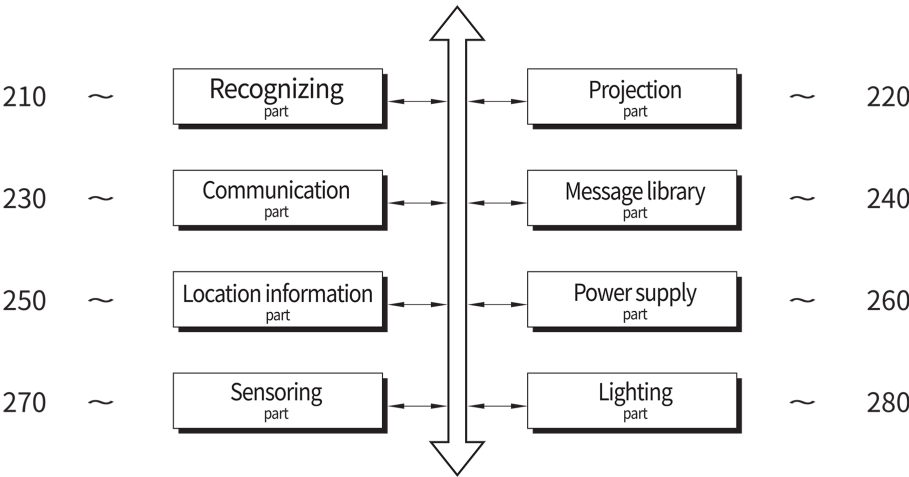 210 ~ Recognizing part
Projection part ~ 220
230 ~ Communication part
Message library part ~ 240
250 ~ Location information part
Power supply part ~ 260
270 ~ Sensoring part
Lighting part ~ 280